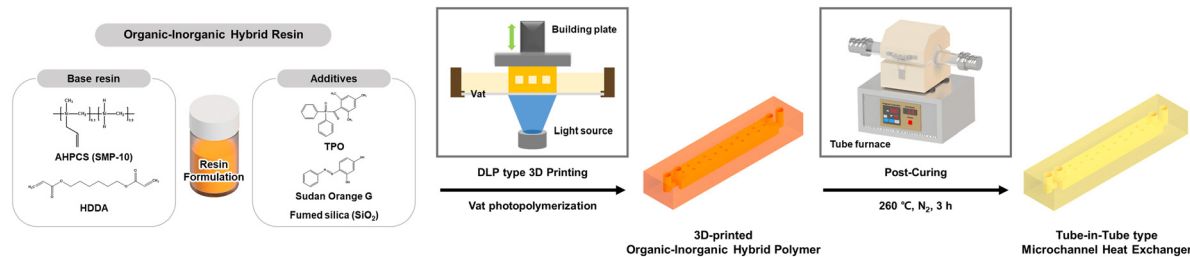 Organic-Inorganic Hybrid Resin
Base resin
AHPCS (SMP-10)
HDDA
Resin
Formulation
Additives
TPO
Sudan Orange G
Fumed silica (SiO₂)
Building plate
Vat
Light source
DLP type 3D Printing
Vat photopolymerization
3D-printed
Organic-Inorganic Hybrid Polymer
Tube furnace
Post-Curing
260 ℃, N₂, 3 h
Tube-in-Tube type
Microchannel Heat Exchanger